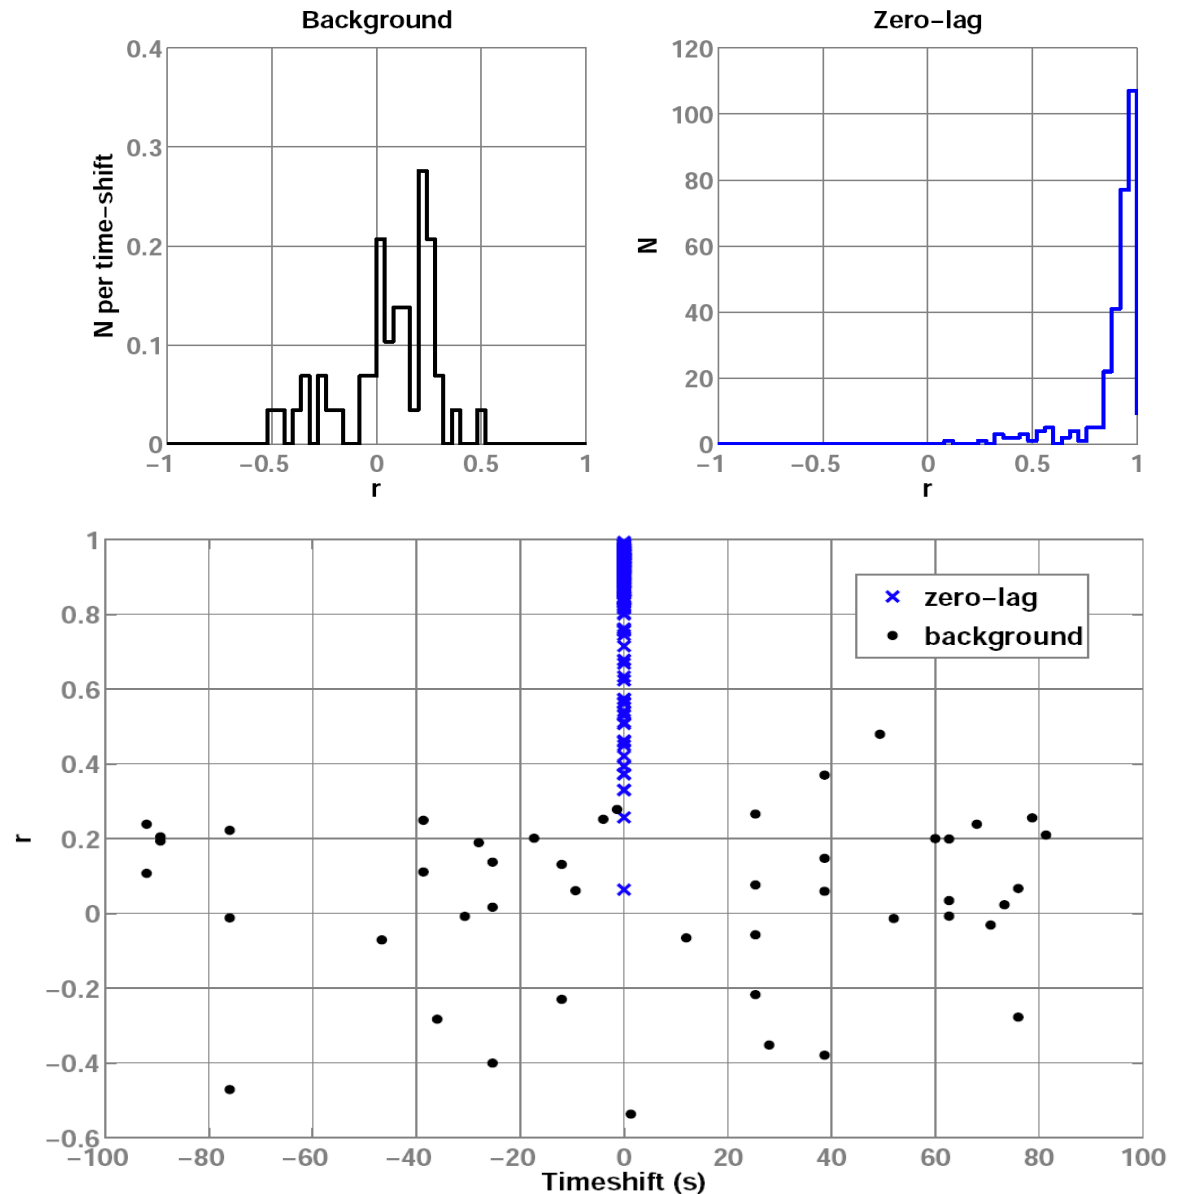 Background
0.4
0.3
0.2
0.1
0
N per time−shift
−1 −0.5 0 0.5 1
r
Zero−lag
120
100
80
60
40
20
0
N
−1 −0.5 0 0.5 1
r
1
0.8
0.6
0.4
0.2
0
−0.2
−0.4
−0.6
r
zero−lag
background
−100 −80 −60 −40 −20 0 20 40 60 80 100
Timeshift (s)